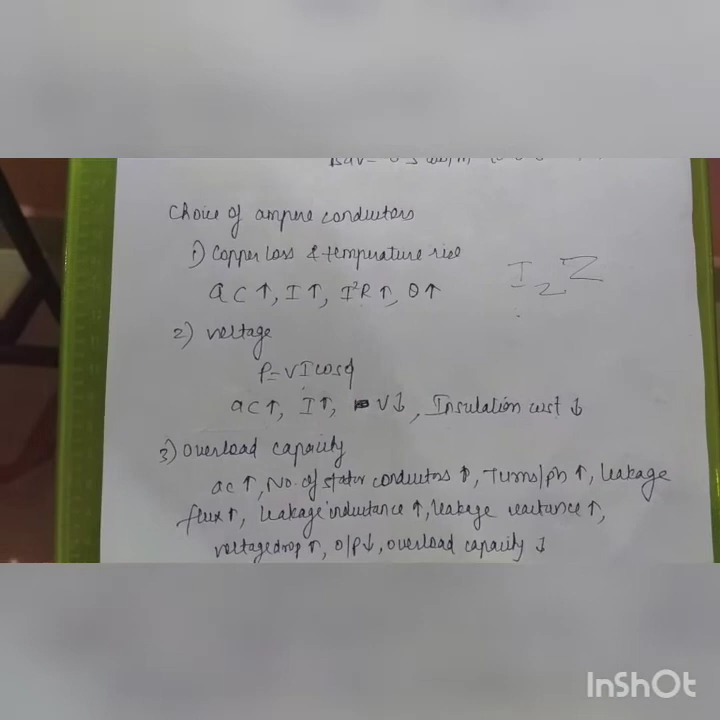 Bav =
Choice of ampere conductors
1) Copper loss & temperature rise
ac ↑, I ↑, I²R ↑, θ ↑
I z Z
2) voltage
P = VI cosφ
ac ↑, I ↑, V ↓, Insulation cost ↓
3) Overload capacity
ac ↑, No. of stator conductors ↑, Turns/ph ↑, leakage
flux ↑, leakage inductance ↑, leakage reactance ↑,
voltage drop ↑, O/P ↓, overload capacity ↓
InShOt